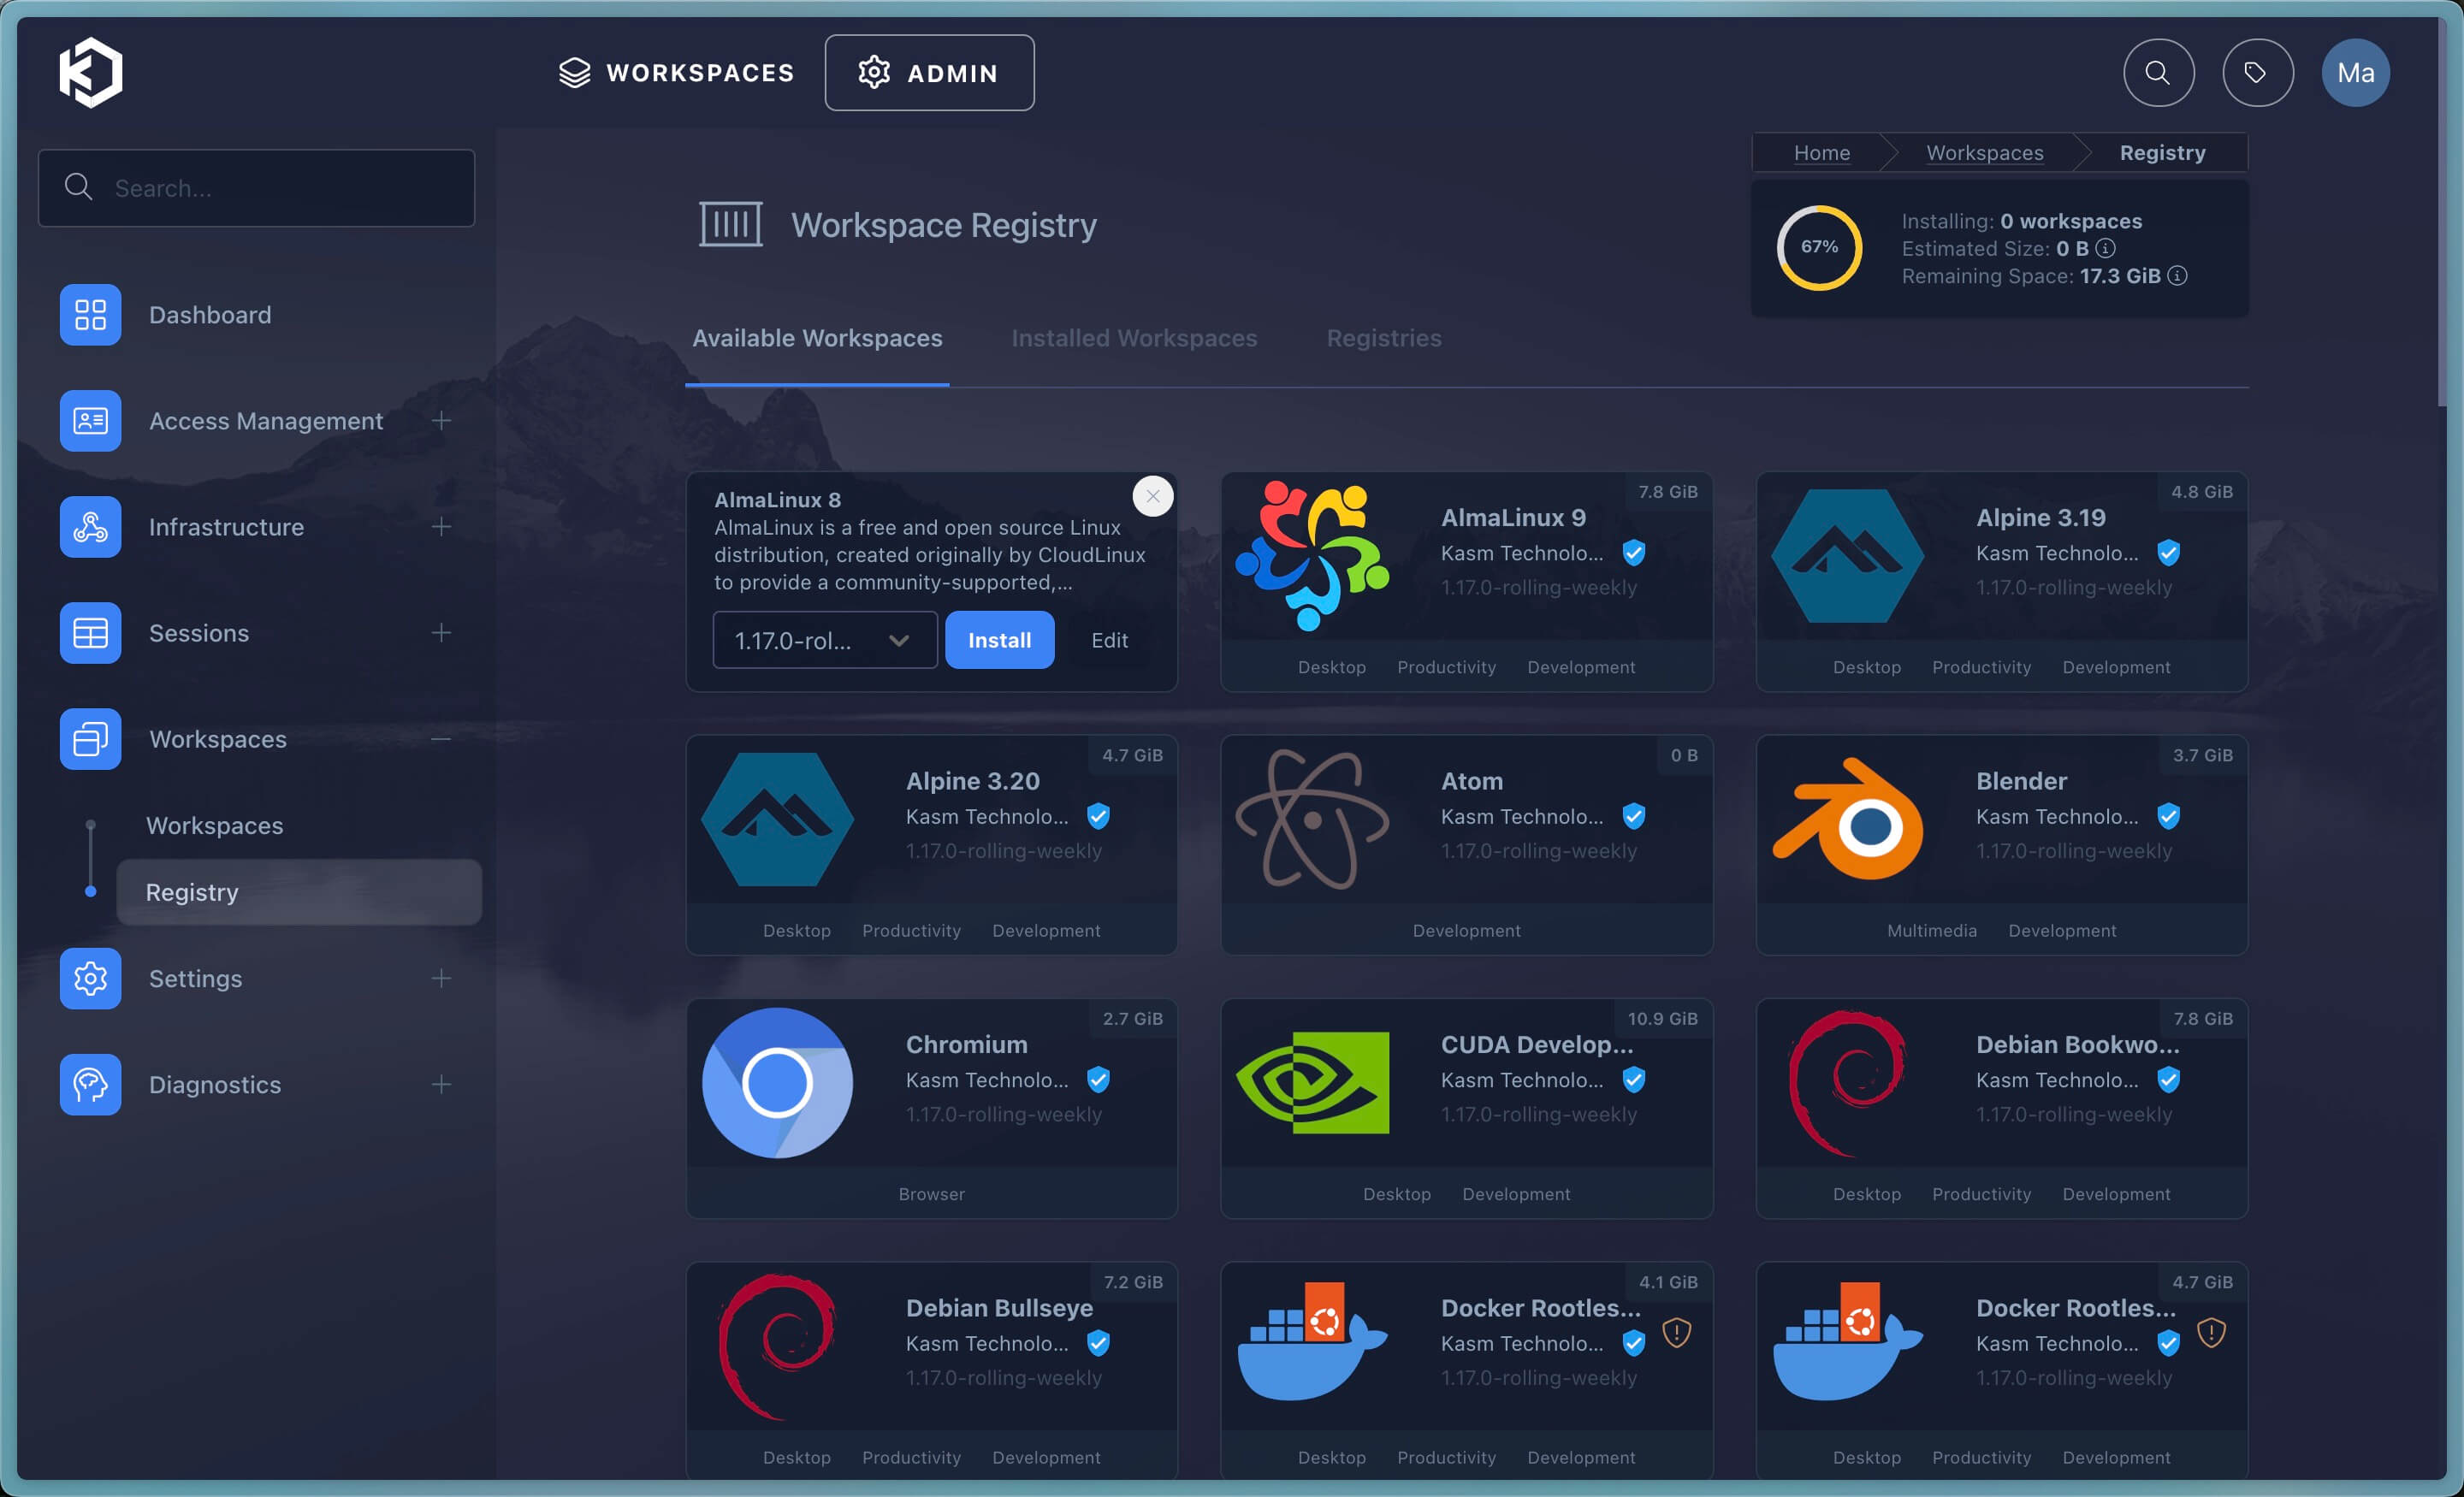 WORKSPACES
ADMIN
Ma
Search...
Dashboard
Access Management
Infrastructure
Sessions
Workspaces
Workspaces
Registry
Settings
Diagnostics
Home
Workspaces
Registry
Workspace Registry
67%
Installing: 0 workspaces
Estimated Size: 0 B
Remaining Space: 17.3 GiB
Available Workspaces
Installed Workspaces
Registries
AlmaLinux 8
AlmaLinux is a free and open source Linux
distribution, created originally by CloudLinux
to provide a community-supported,...
1.17.0-rol...
Install
Edit
7.8 GiB
AlmaLinux 9
Kasm Technolo...
1.17.0-rolling-weekly
Desktop Productivity Development
4.8 GiB
Alpine 3.19
Kasm Technolo...
1.17.0-rolling-weekly
Desktop Productivity Development
4.7 GiB
Alpine 3.20
Kasm Technolo...
1.17.0-rolling-weekly
Desktop Productivity Development
0 B
Atom
Kasm Technolo...
1.17.0-rolling-weekly
Development
3.7 GiB
Blender
Kasm Technolo...
1.17.0-rolling-weekly
Multimedia Development
2.7 GiB
Chromium
Kasm Technolo...
1.17.0-rolling-weekly
Browser
10.9 GiB
CUDA Develop...
Kasm Technolo...
1.17.0-rolling-weekly
Desktop Development
7.8 GiB
Debian Bookwo...
Kasm Technolo...
1.17.0-rolling-weekly
Desktop Productivity Development
7.2 GiB
Debian Bullseye
Kasm Technolo...
1.17.0-rolling-weekly
Desktop Productivity Development
4.1 GiB
Docker Rootles...
Kasm Technolo...
1.17.0-rolling-weekly
Desktop Productivity Development
4.7 GiB
Docker Rootles...
Kasm Technolo...
1.17.0-rolling-weekly
Desktop Productivity Development